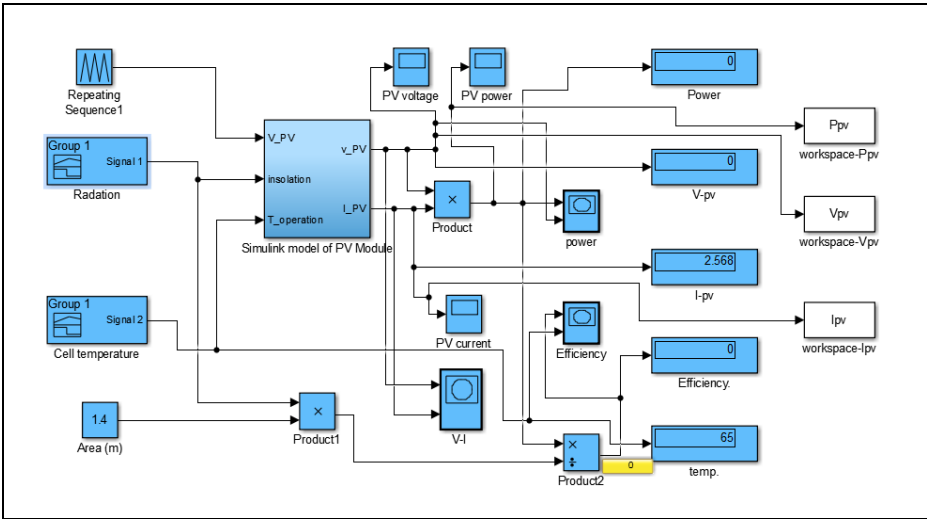 Repeating
Sequence1
Group 1
Signal 1
Radation
V_PV
insolation
T_operation
v_PV
I_PV
Simulink model of PV Module
PV voltage
PV power
0
Power
Ppv
workspace-Ppv
0
V-pv
Vpv
workspace-Vpv
×
Product
power
2.568
I-pv
Group 1
Signal 2
Cell temperature
PV current
Efficiency
Ipv
workspace-Ipv
0
Efficiency.
1.4
Area (m)
×
Product1
V-I
×
÷
Product2
0
65
temp.